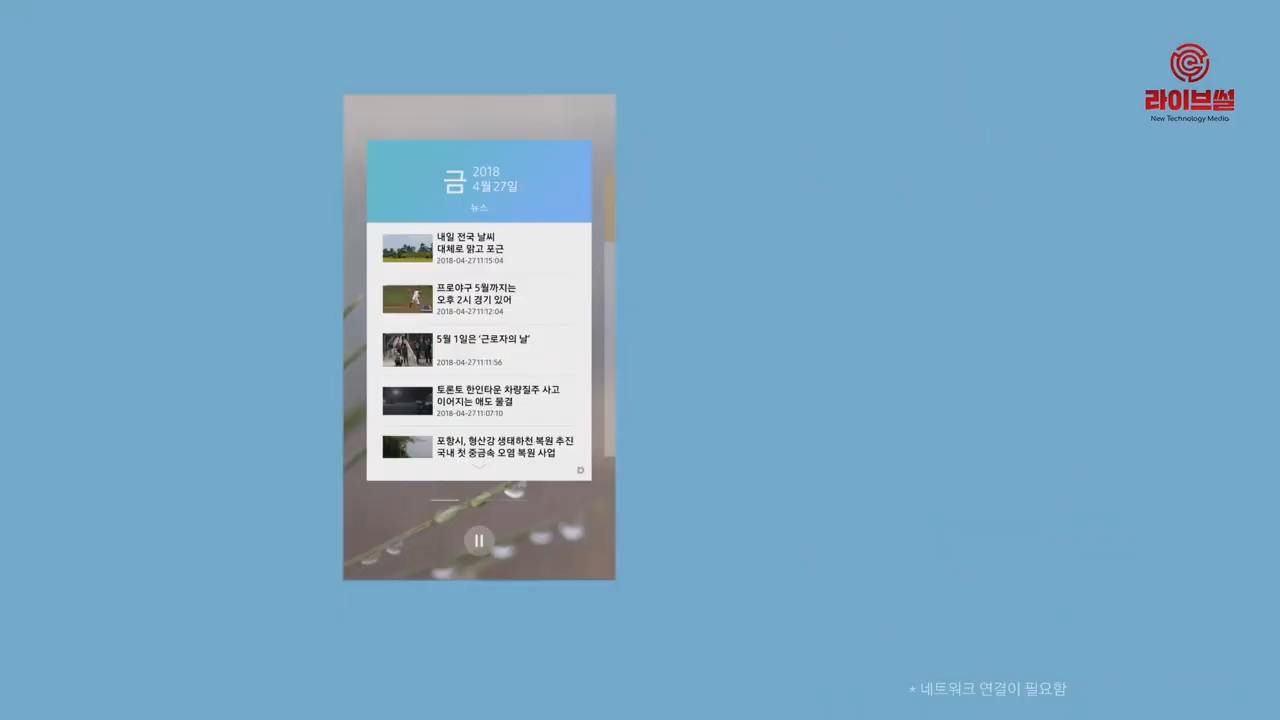 라이브썰
New Technology Media
금
2018
4월 27일
뉴스
내일 전국 날씨
대체로 맑고 포근
2018-04-27 11:15:04
프로야구 5월까지는
오후 2시 경기 있어
2018-04-27 11:12:04
5월 1일은 ‘근로자의 날’
2018-04-27 11:11:56
토론토 한인타운 차량질주 사고
이어지는 애도 물결
2018-04-27 11:07:10
포항시, 형산강 생태하천 복원 추진
국내 첫 중금속 오염 복원 사업
D
* 네트워크 연결이 필요함